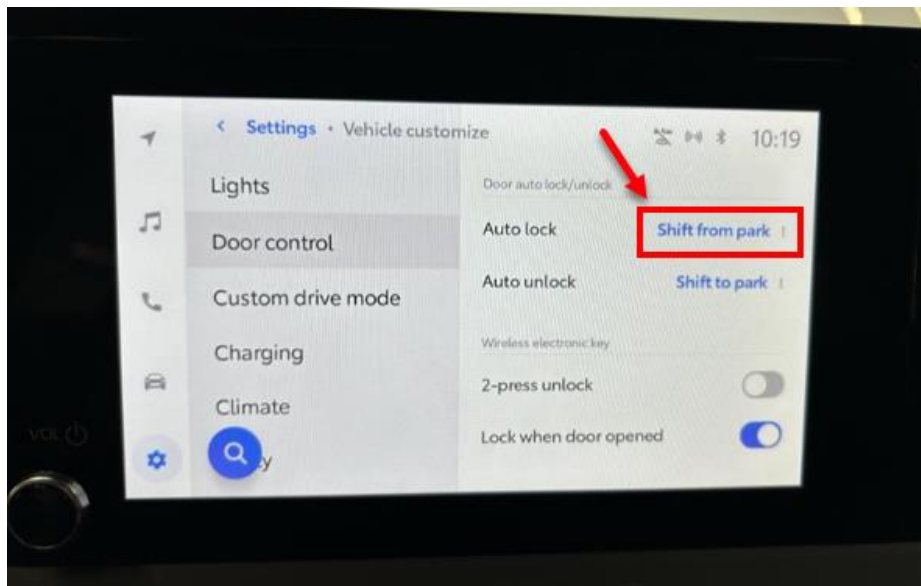 < Settings • Vehicle customize
10:19
Lights
Door control
Custom drive mode
Charging
Climate
y
Door auto lock/unlock
Auto lock Shift from park
Auto unlock Shift to park
Wireless electronic key
2-press unlock
Lock when door opened
VOL